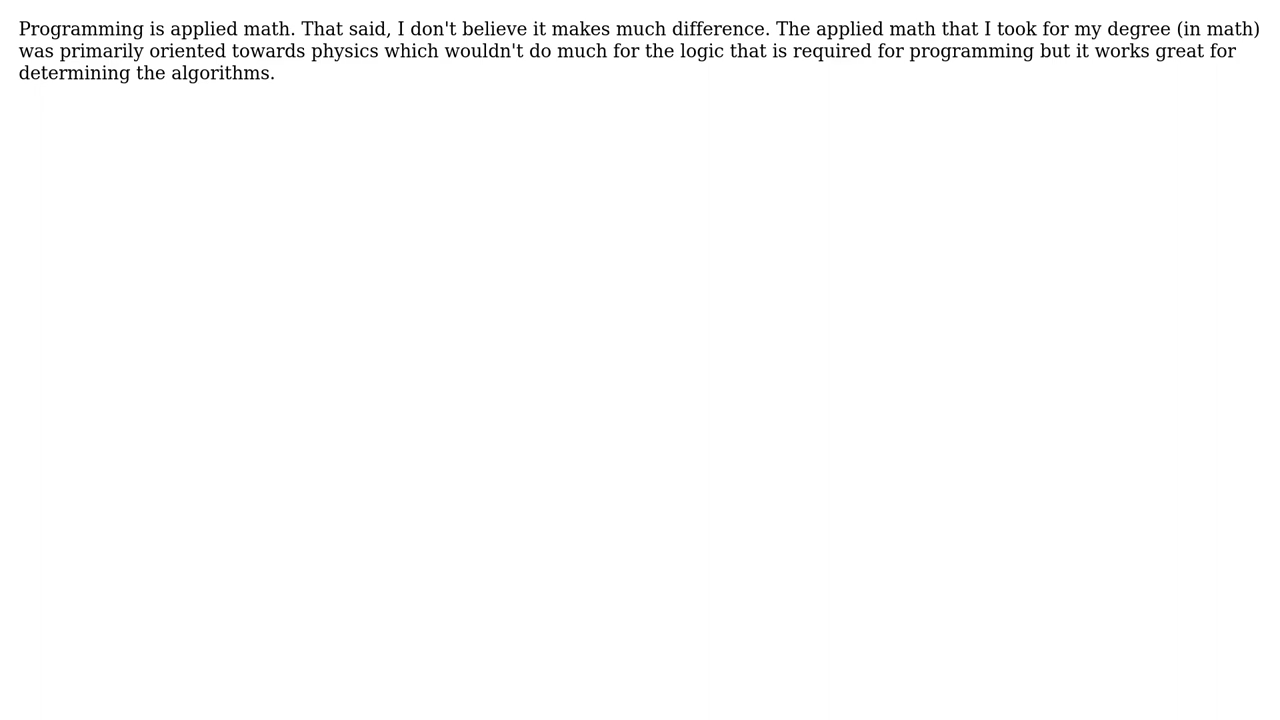 Programming is applied math. That said, I don't believe it makes much difference. The applied math that I took for my degree (in math)
was primarily oriented towards physics which wouldn't do much for the logic that is required for programming but it works great for
determining the algorithms.